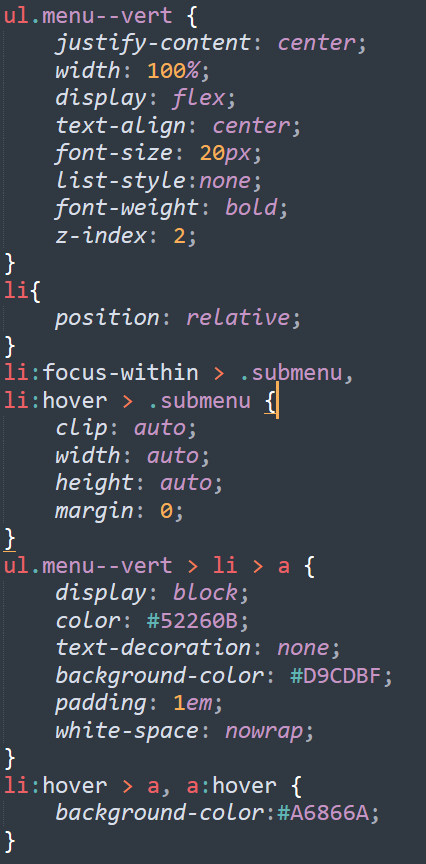 ul.menu--vert {
    justify-content: center;
    width: 100%;
    display: flex;
    text-align: center;
    font-size: 20px;
    list-style:none;
    font-weight: bold;
    z-index: 2;
}
li{
    position: relative;
}
li:focus-within > .submenu,
li:hover > .submenu {
    clip: auto;
    width: auto;
    height: auto;
    margin: 0;
}
ul.menu--vert > li > a {
    display: block;
    color: #52260B;
    text-decoration: none;
    background-color: #D9CDBF;
    padding: 1em;
    white-space: nowrap;
}
li:hover > a, a:hover {
    background-color:#A6866A;
}